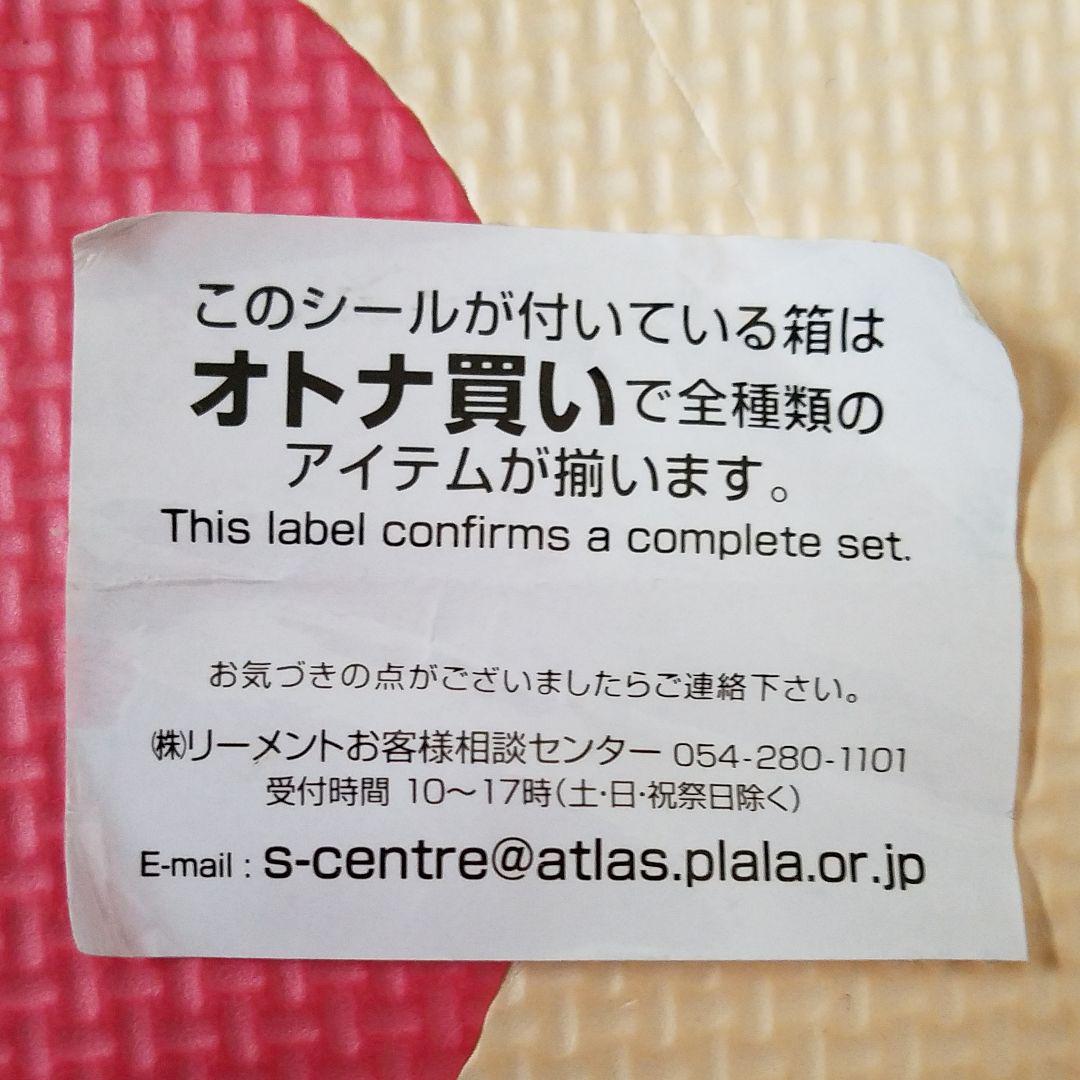 このシールが付いている箱は
オトナ買いで全種類の
アイテムが揃います。
This label confirms a complete set.
お気づきの点がございましたらご連絡下さい。
㈱リーメントお客様相談センター 054-280-1101
受付時間 10〜17時(土・日・祝祭日除く)
E-mail : s-centre@atlas.plala.or.jp